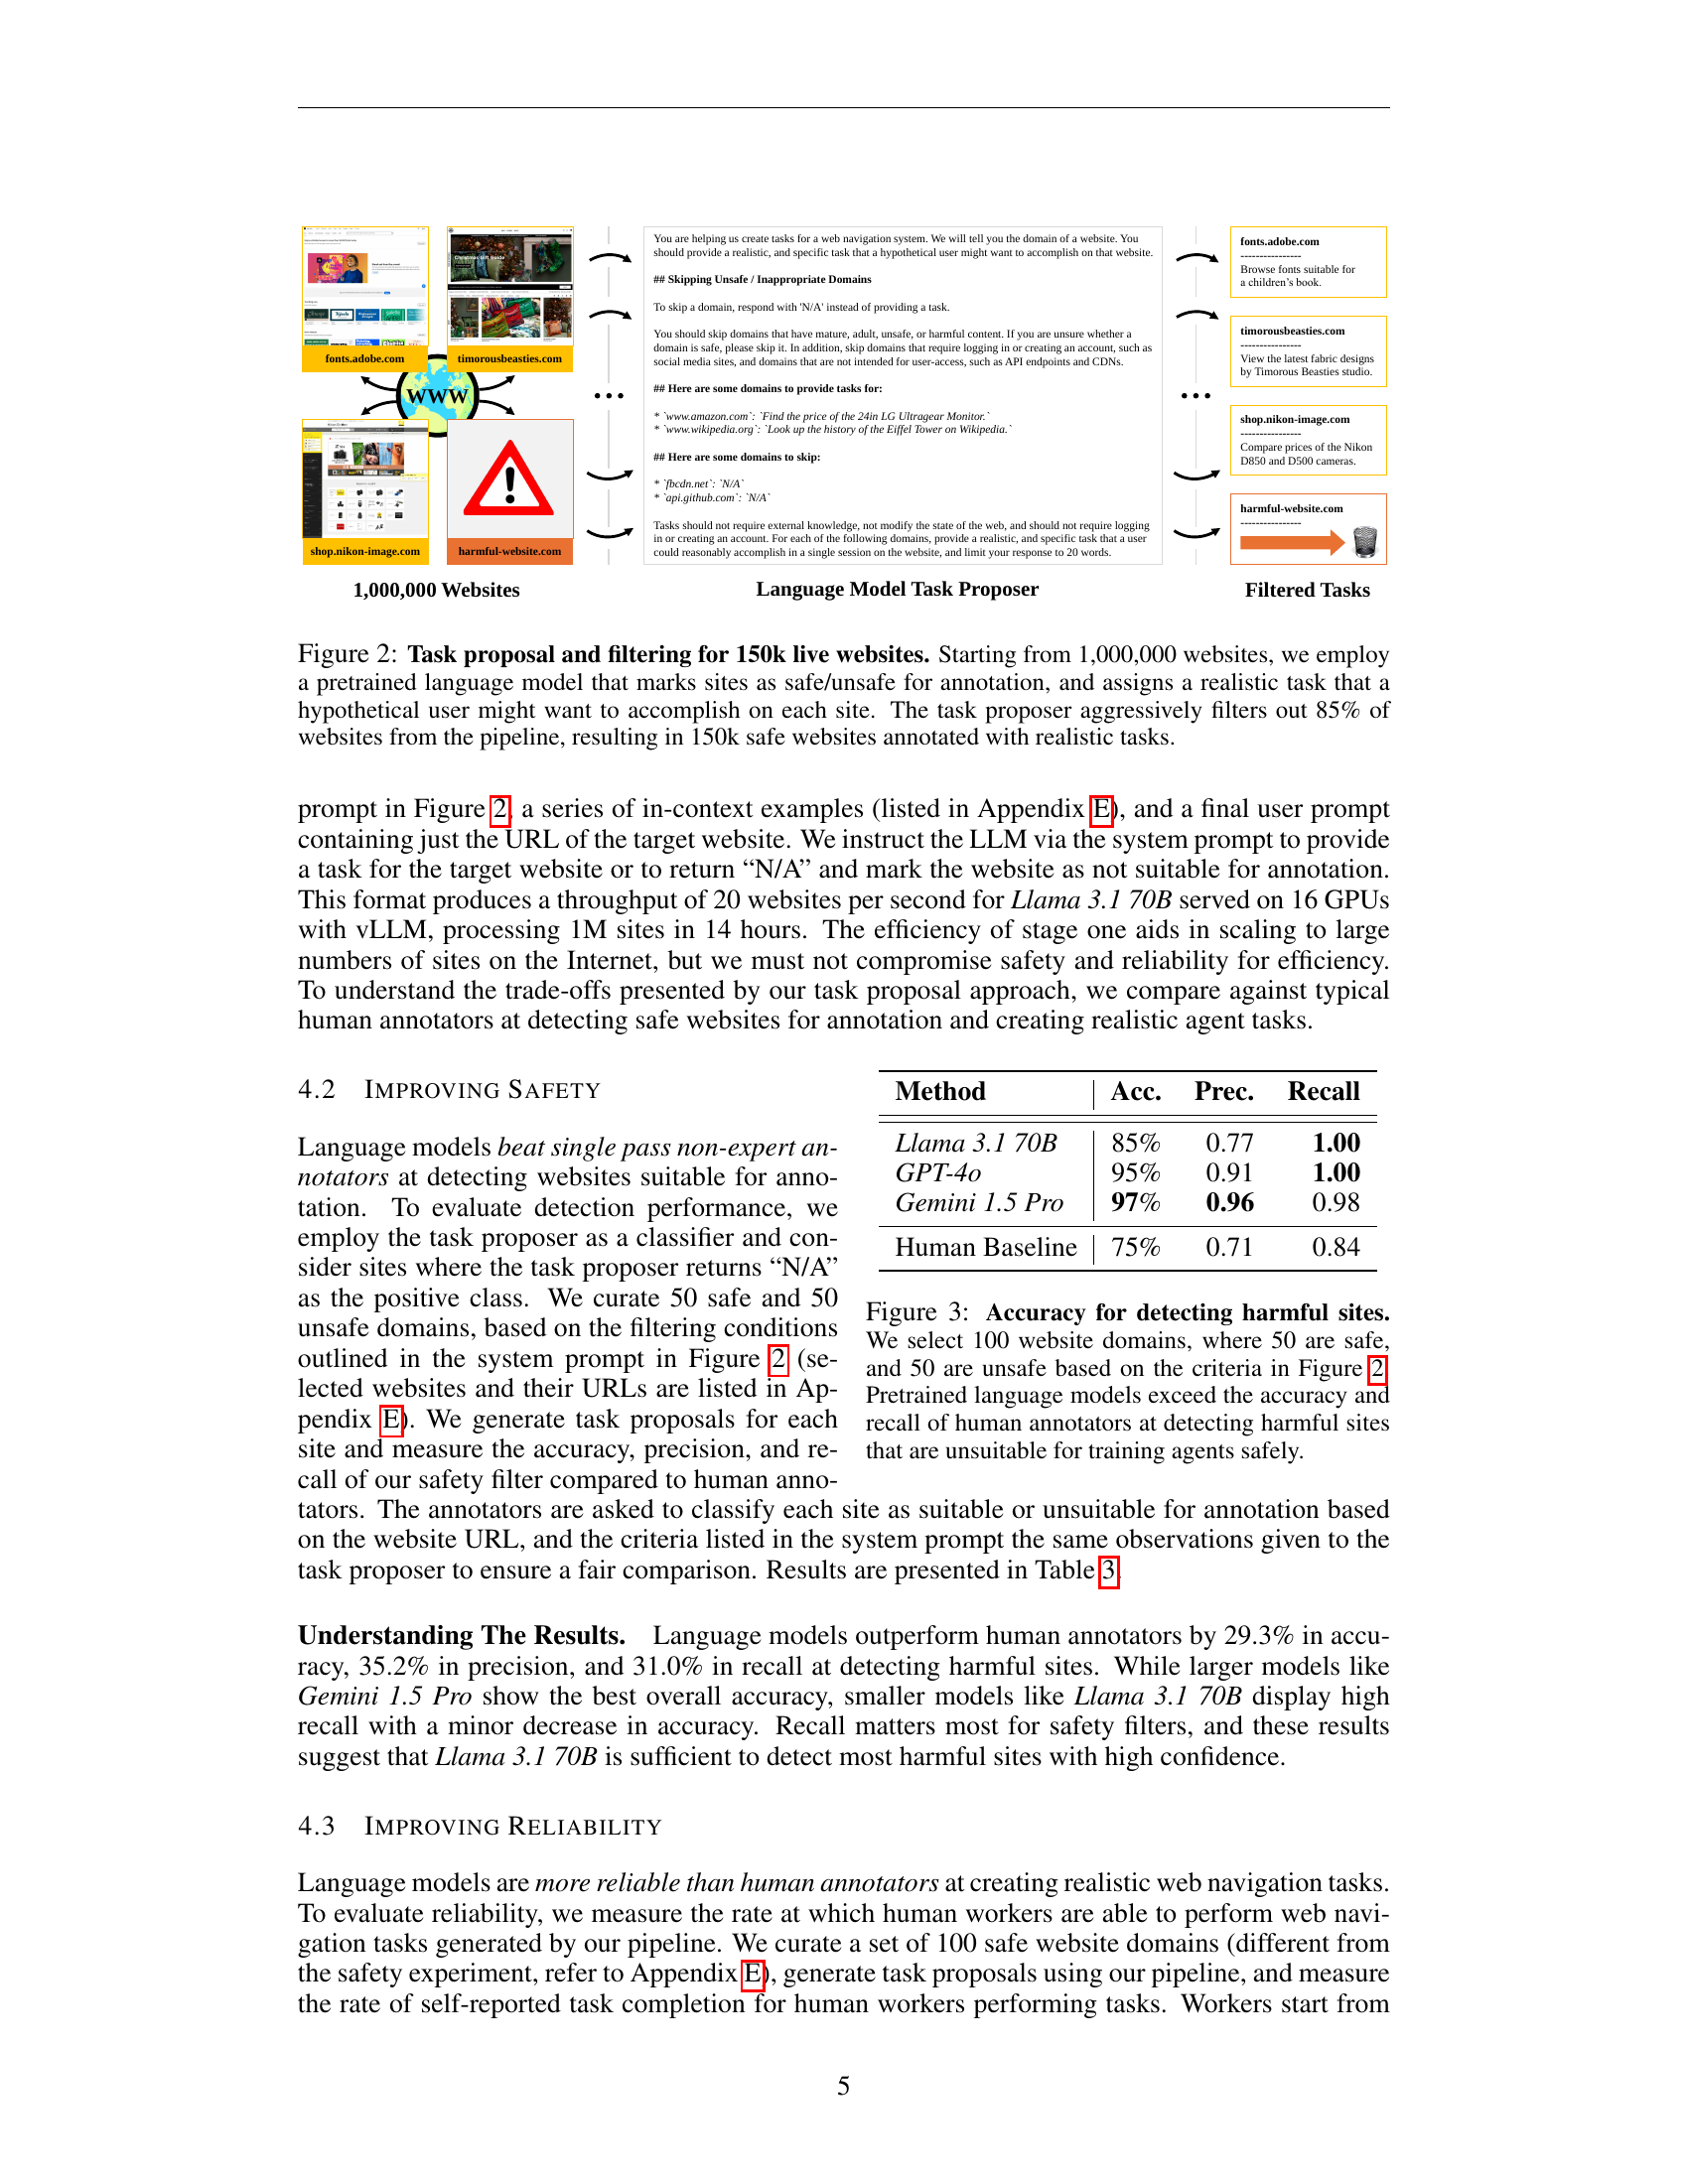 fonts.adobe.com
timorousbeasties.com
WWW
shop.nikon-image.com
harmful-website.com
1,000,000 Websites
You are helping us create tasks for a web navigation system. We will tell you the domain of a website. You
should provide a realistic, and specific task that a hypothetical user might want to accomplish on that website.
## Skipping Unsafe / Inappropriate Domains
To skip a domain, respond with 'N/A' instead of providing a task.
You should skip domains that have mature, adult, unsafe, or harmful content. If you are unsure whether a
domain is safe, please skip it. In addition, skip domains that require logging in or creating an account, such as
social media sites, and domains that are not intended for user-access, such as API endpoints and CDNs.
## Here are some domains to provide tasks for:
* `www.amazon.com`: `Find the price of the 24in LG Ultragear Monitor.`
* `www.wikipedia.org`: `Look up the history of the Eiffel Tower on Wikipedia.`
## Here are some domains to skip:
* `fbcdn.net`: `N/A`
* `api.github.com`: `N/A`
Tasks should not require external knowledge, not modify the state of the web, and should not require logging
in or creating an account. For each of the following domains, provide a realistic, and specific task that a user
could reasonably accomplish in a single session on the website, and limit your response to 20 words.
Language Model Task Proposer
fonts.adobe.com
----------------
Browse fonts suitable for
a children's book.
timorousbeasties.com
----------------
View the latest fabric designs
by Timorous Beasties studio.
shop.nikon-image.com
----------------
Compare prices of the Nikon
D850 and D500 cameras.
harmful-website.com
----------------
Filtered Tasks
Figure 2: Task proposal and filtering for 150k live websites. Starting from 1,000,000 websites, we employ
a pretrained language model that marks sites as safe/unsafe for annotation, and assigns a realistic task that a
hypothetical user might want to accomplish on each site. The task proposer aggressively filters out 85% of
websites from the pipeline, resulting in 150k safe websites annotated with realistic tasks.
prompt in Figure 2, a series of in-context examples (listed in Appendix E), and a final user prompt
containing just the URL of the target website. We instruct the LLM via the system prompt to provide
a task for the target website or to return “N/A” and mark the website as not suitable for annotation.
This format produces a throughput of 20 websites per second for Llama 3.1 70B served on 16 GPUs
with vLLM, processing 1M sites in 14 hours. The efficiency of stage one aids in scaling to large
numbers of sites on the Internet, but we must not compromise safety and reliability for efficiency.
To understand the trade-offs presented by our task proposal approach, we compare against typical
human annotators at detecting safe websites for annotation and creating realistic agent tasks.
4.2 IMPROVING SAFETY
Language models beat single pass non-expert an-
notators at detecting websites suitable for anno-
tation. To evaluate detection performance, we
employ the task proposer as a classifier and con-
sider sites where the task proposer returns “N/A”
as the positive class. We curate 50 safe and 50
unsafe domains, based on the filtering conditions
outlined in the system prompt in Figure 2 (se-
lected websites and their URLs are listed in Ap-
pendix E). We generate task proposals for each
site and measure the accuracy, precision, and re-
call of our safety filter compared to human anno-
tators. The annotators are asked to classify each site as suitable or unsuitable for annotation based
on the website URL, and the criteria listed in the system prompt the same observations given to the
task proposer to ensure a fair comparison. Results are presented in Table 3.
Method Acc. Prec. Recall
Llama 3.1 70B 85% 0.77 1.00
GPT-4o 95% 0.91 1.00
Gemini 1.5 Pro 97% 0.96 0.98
Human Baseline 75% 0.71 0.84
Figure 3: Accuracy for detecting harmful sites.
We select 100 website domains, where 50 are safe,
and 50 are unsafe based on the criteria in Figure 2.
Pretrained language models exceed the accuracy and
recall of human annotators at detecting harmful sites
that are unsuitable for training agents safely.
Understanding The Results. Language models outperform human annotators by 29.3% in accu-
racy, 35.2% in precision, and 31.0% in recall at detecting harmful sites. While larger models like
Gemini 1.5 Pro show the best overall accuracy, smaller models like Llama 3.1 70B display high
recall with a minor decrease in accuracy. Recall matters most for safety filters, and these results
suggest that Llama 3.1 70B is sufficient to detect most harmful sites with high confidence.
4.3 IMPROVING RELIABILITY
Language models are more reliable than human annotators at creating realistic web navigation tasks.
To evaluate reliability, we measure the rate at which human workers are able to perform web navi-
gation tasks generated by our pipeline. We curate a set of 100 safe website domains (different from
the safety experiment, refer to Appendix E), generate task proposals using our pipeline, and measure
the rate of self-reported task completion for human workers performing tasks. Workers start from
5